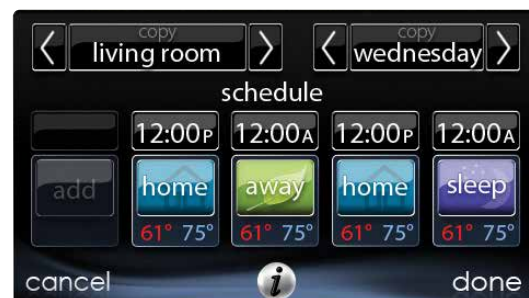 copy copy
living room wednesday
schedule
12:00P 12:00A 12:00P 12:00A
add home away home sleep
61° 75° 61° 75° 61° 75° 61° 75°
cancel i done